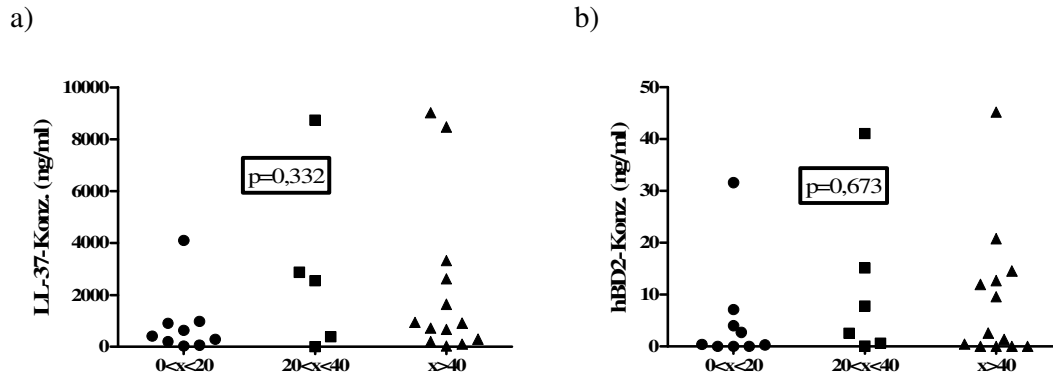 a)
b)
LL-37-Konz. (ng/ml)
10000
8000
6000
4000
2000
0
p=0,332
0<x<20
20<x<40
x>40
hBD2-Konz. (ng/ml)
50
40
30
20
10
0
p=0,673
0<x<20
20<x<40
x>40